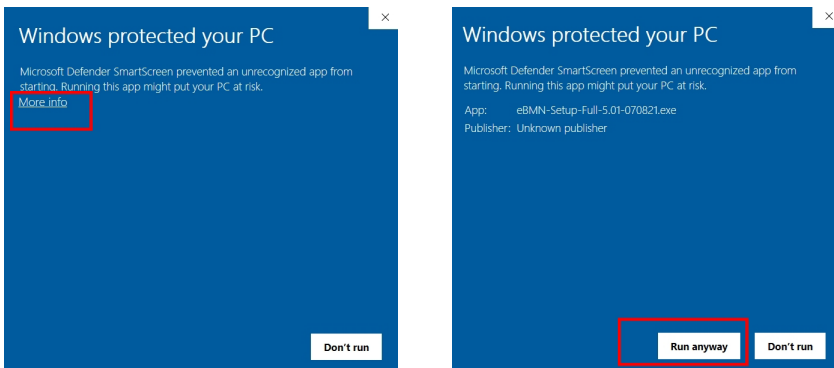 Windows protected your PC
Microsoft Defender SmartScreen prevented an unrecognized app from
starting. Running this app might put your PC at risk.
More info
Don't run
Windows protected your PC
Microsoft Defender SmartScreen prevented an unrecognized app from
starting. Running this app might put your PC at risk.
App: eBMN-Setup-Full-5.01-070821.exe
Publisher: Unknown publisher
Run anyway Don't run